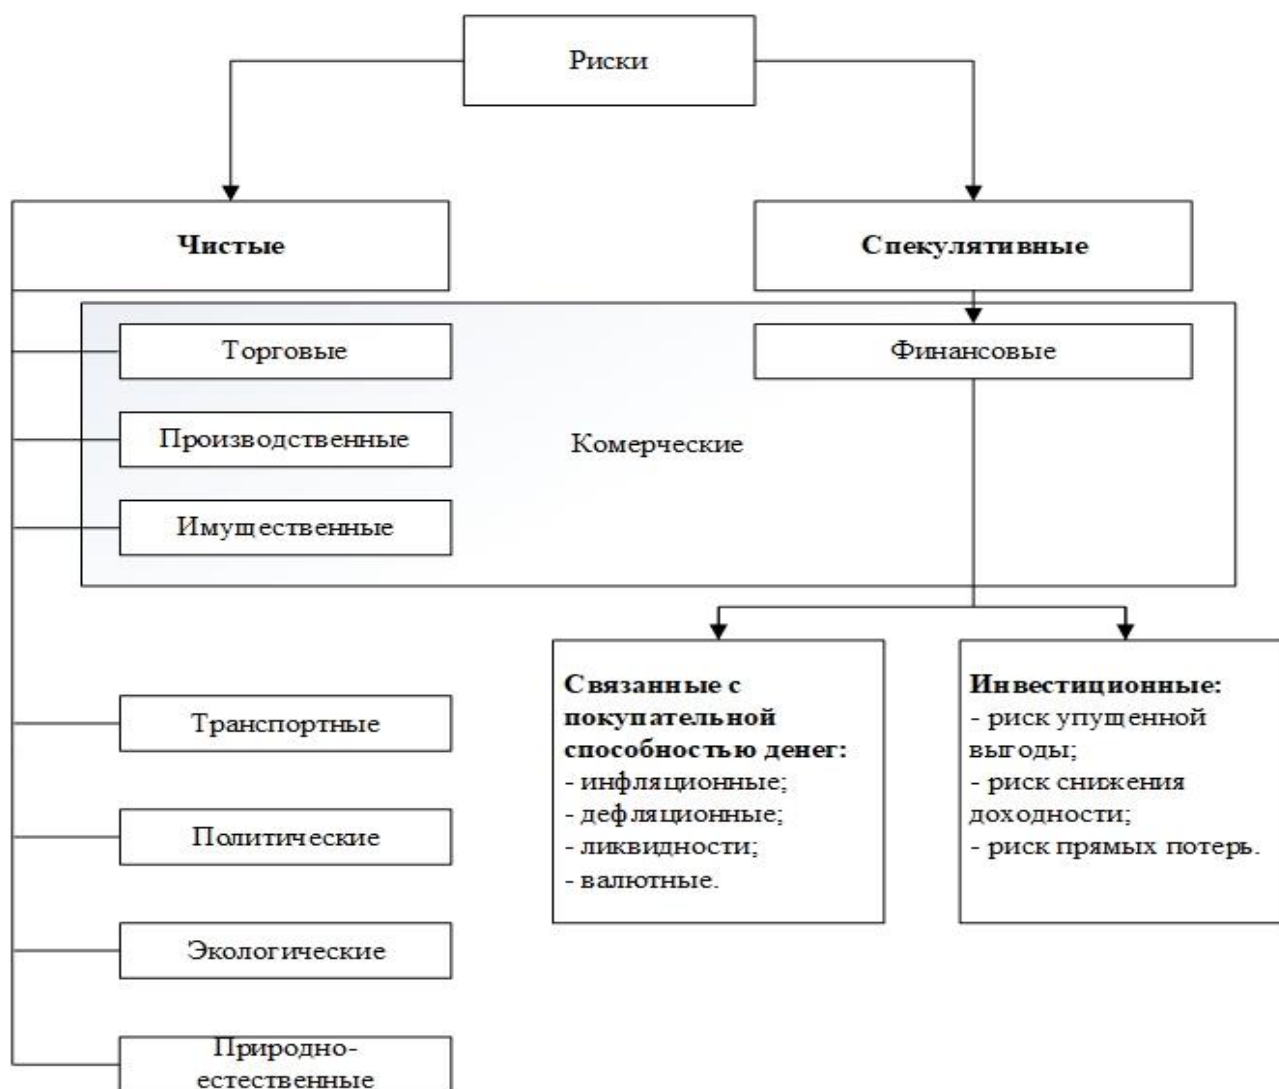 Риски
Чистые
Спекулятивные
Торговые
Финансовые
Производственные
Комерческие
Имущественные
Связанные с
покупательной
способностью денег:
- инфляционные;
- дефляционные;
- ликвидности;
- валютные.
Инвестиционные:
- риск упущенной
выгоды;
- риск снижения
доходности;
- риск прямых потерь.
Транспортные
Политические
Экологические
Природно-
естественные